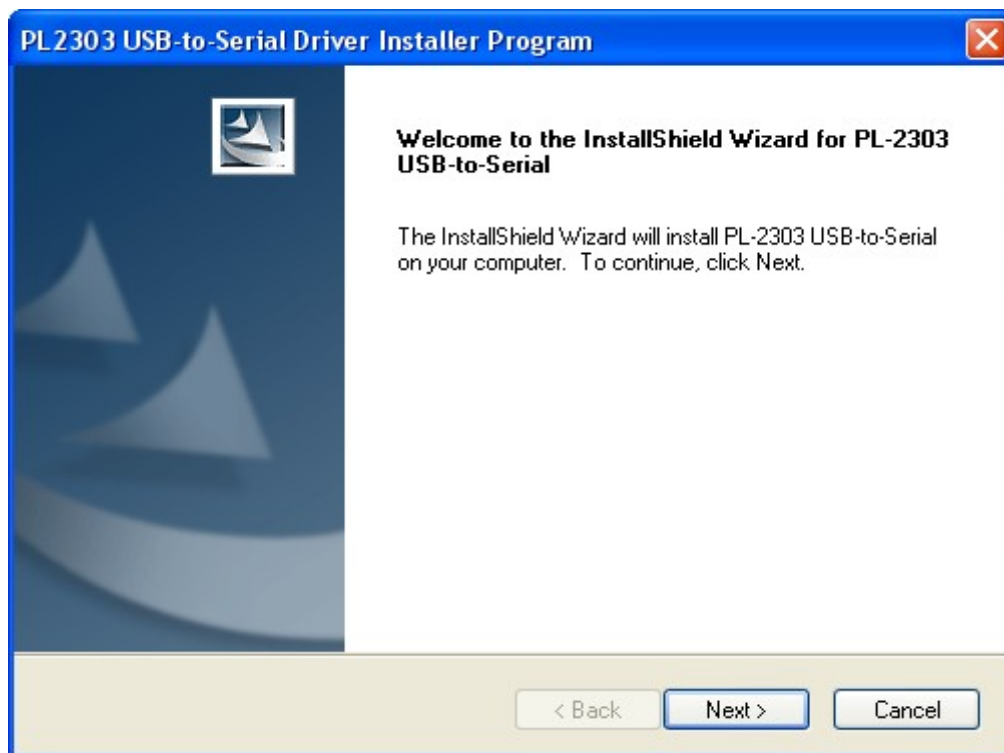 PL2303 USB-to-Serial Driver Installer Program
Welcome to the InstallShield Wizard for PL-2303
USB-to-Serial
The InstallShield Wizard will install PL-2303 USB-to-Serial
on your computer.  To continue, click Next.
< Back
Next >
Cancel